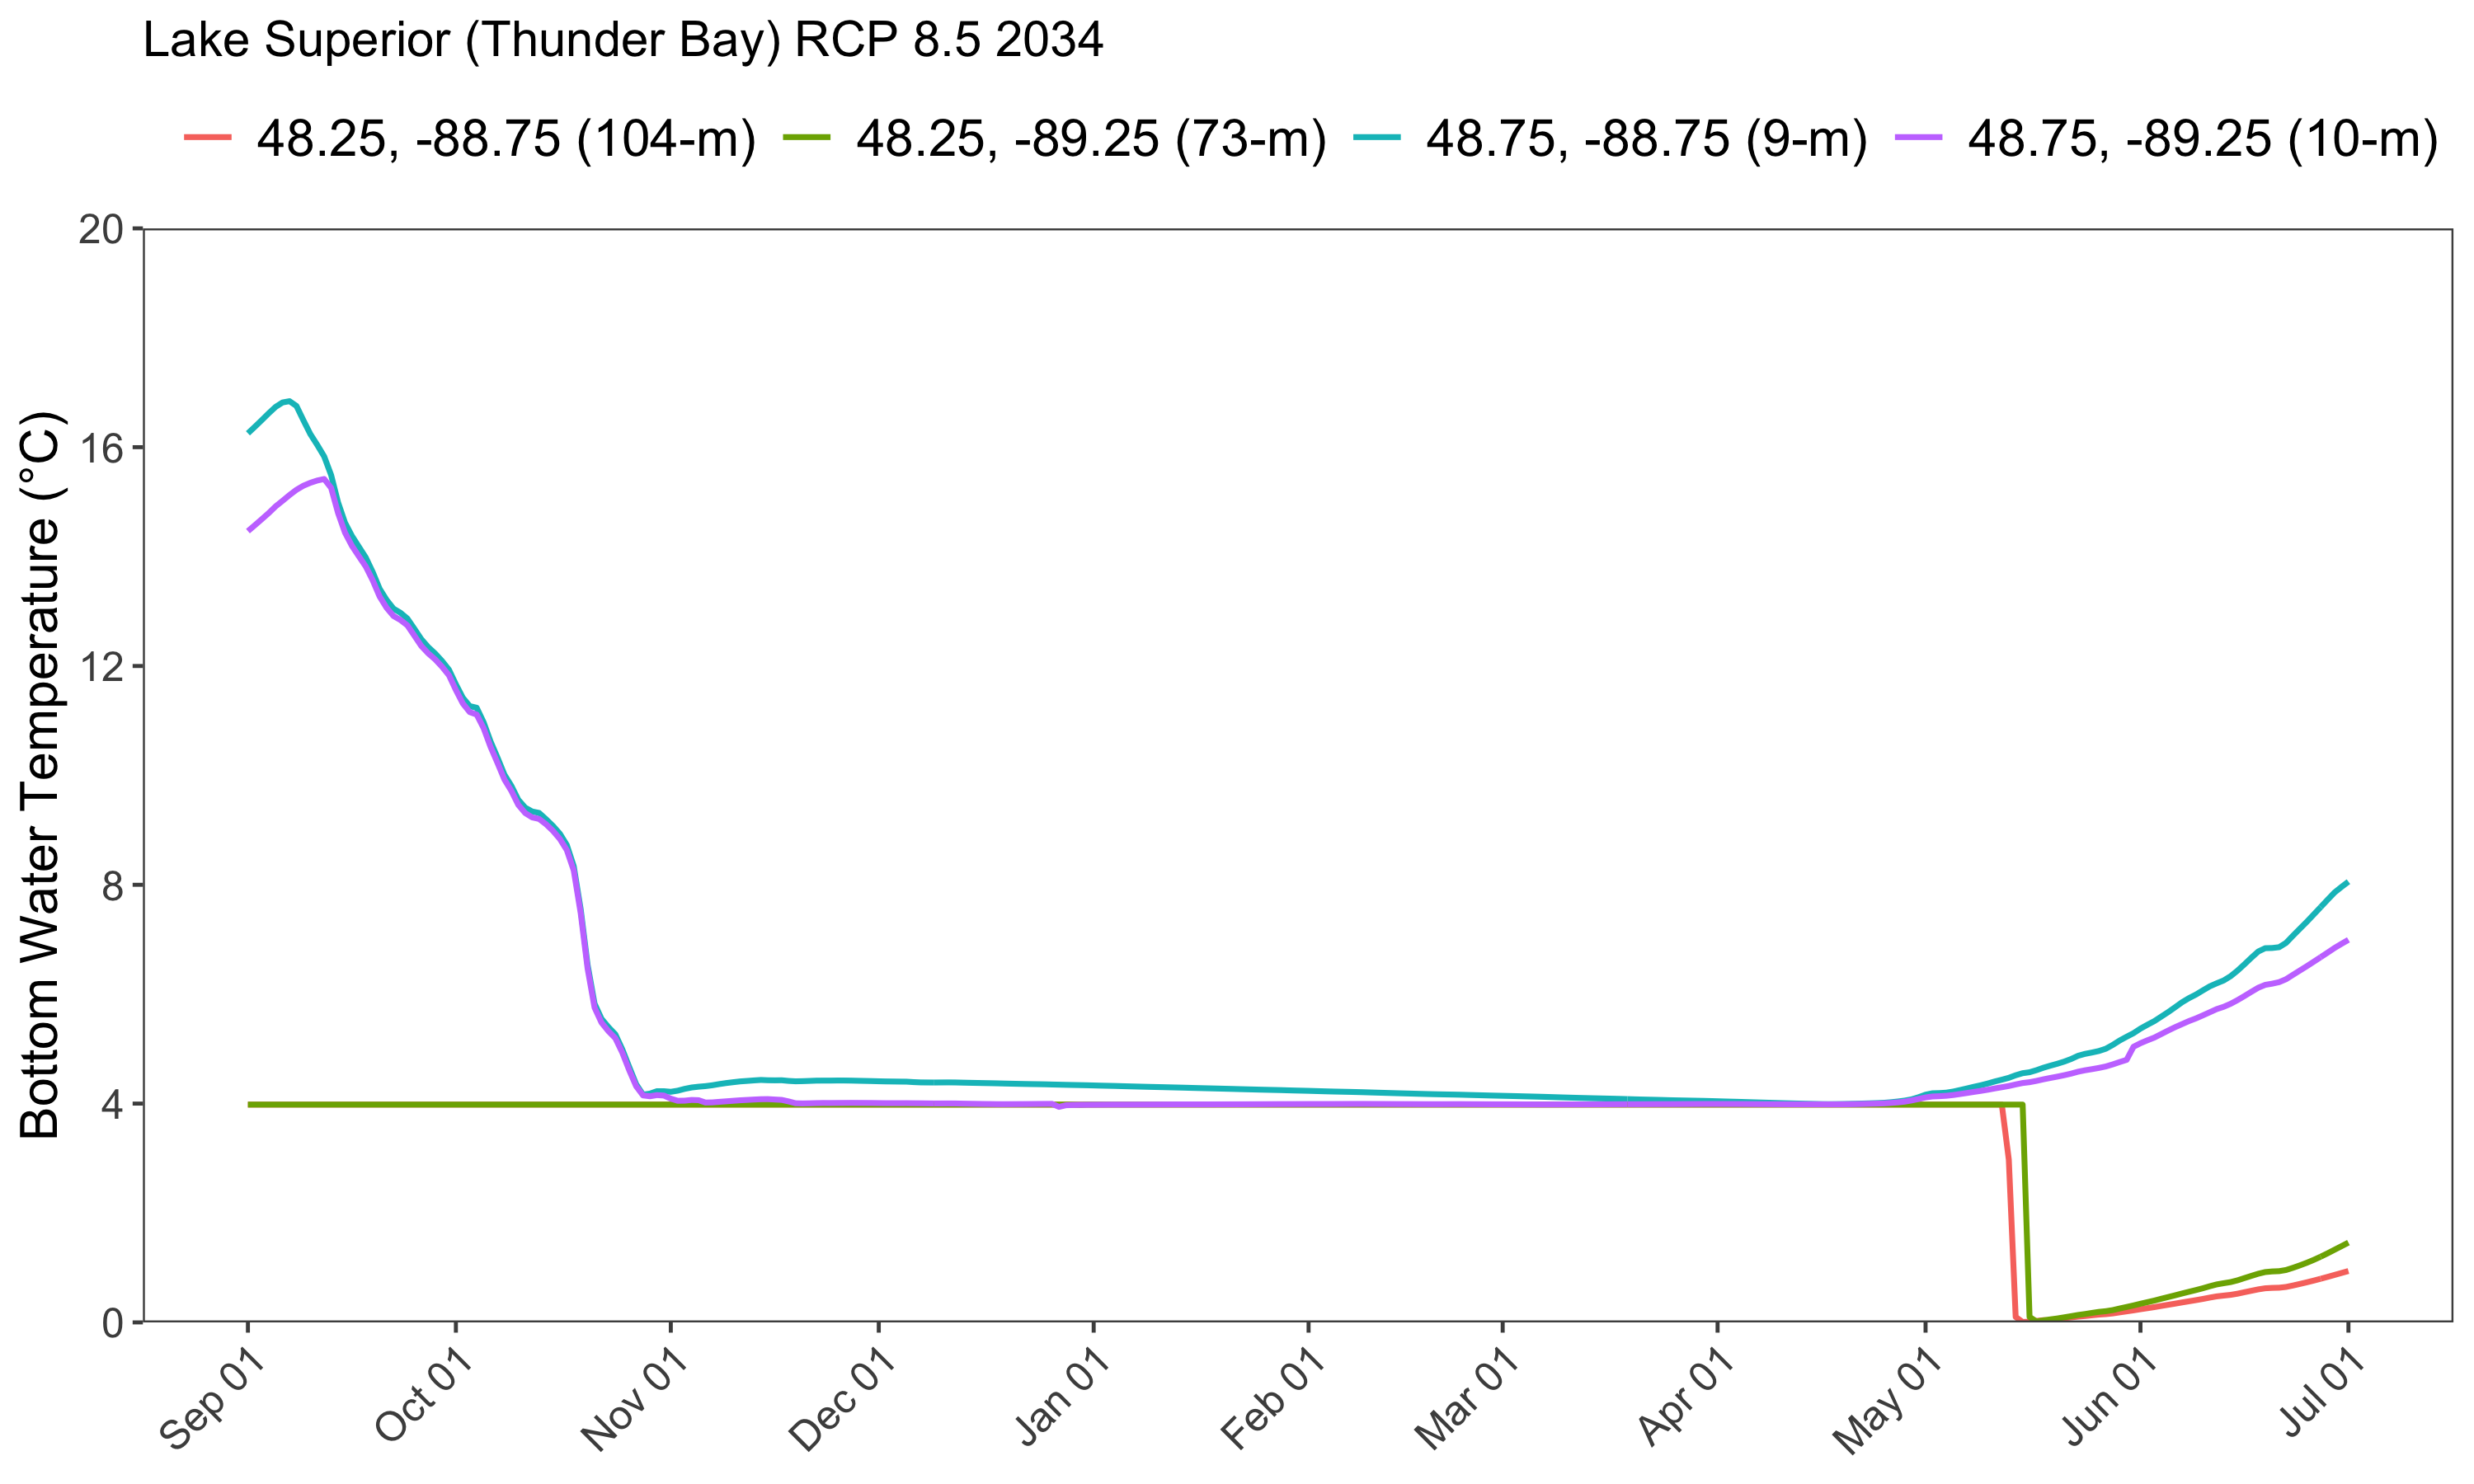 Lake Superior (Thunder Bay) RCP 8.5 2034
48.25, -88.75 (104-m) 48.25, -89.25 (73-m) 48.75, -88.75 (9-m) 48.75, -89.25 (10-m)
Bottom Water Temperature (°C)
20
16
12
8
4
0
Sep 01 Oct 01 Nov 01 Dec 01 Jan 01 Feb 01 Mar 01 Apr 01 May 01 Jun 01 Jul 01